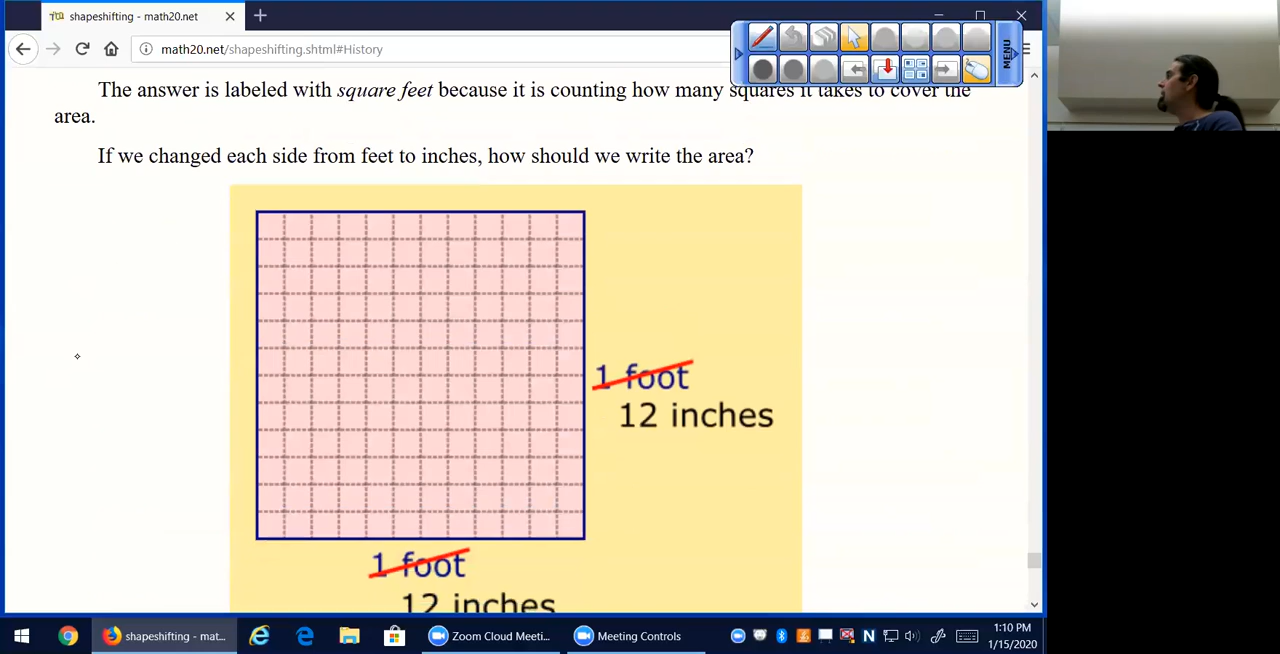 shapeshifting - math20.net
math20.net/shapeshifting.shtml#History
MENU
The answer is labeled with square feet because it is counting how many squares it takes to cover the
area.
If we changed each side from feet to inches, how should we write the area?
1 foot
12 inches
1 foot
12 inches
shapeshifting - mat...
Zoom Cloud Meeti...
Meeting Controls
N
1:10 PM
1/15/2020